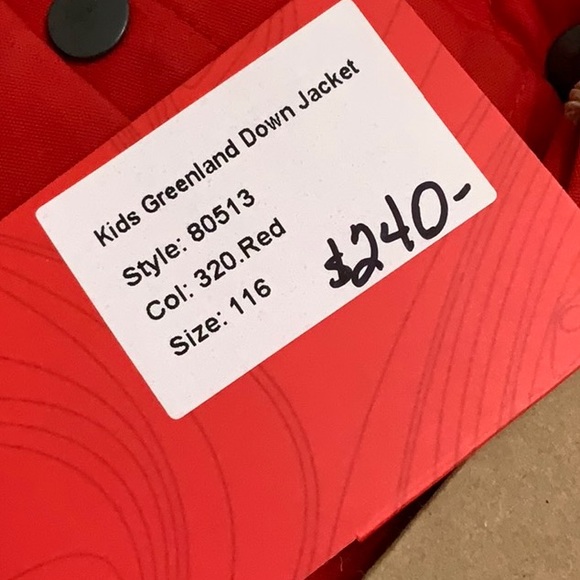 Kids Greenland Down Jacket
Style: 80513
Col: 320.Red
Size: 116
$240-